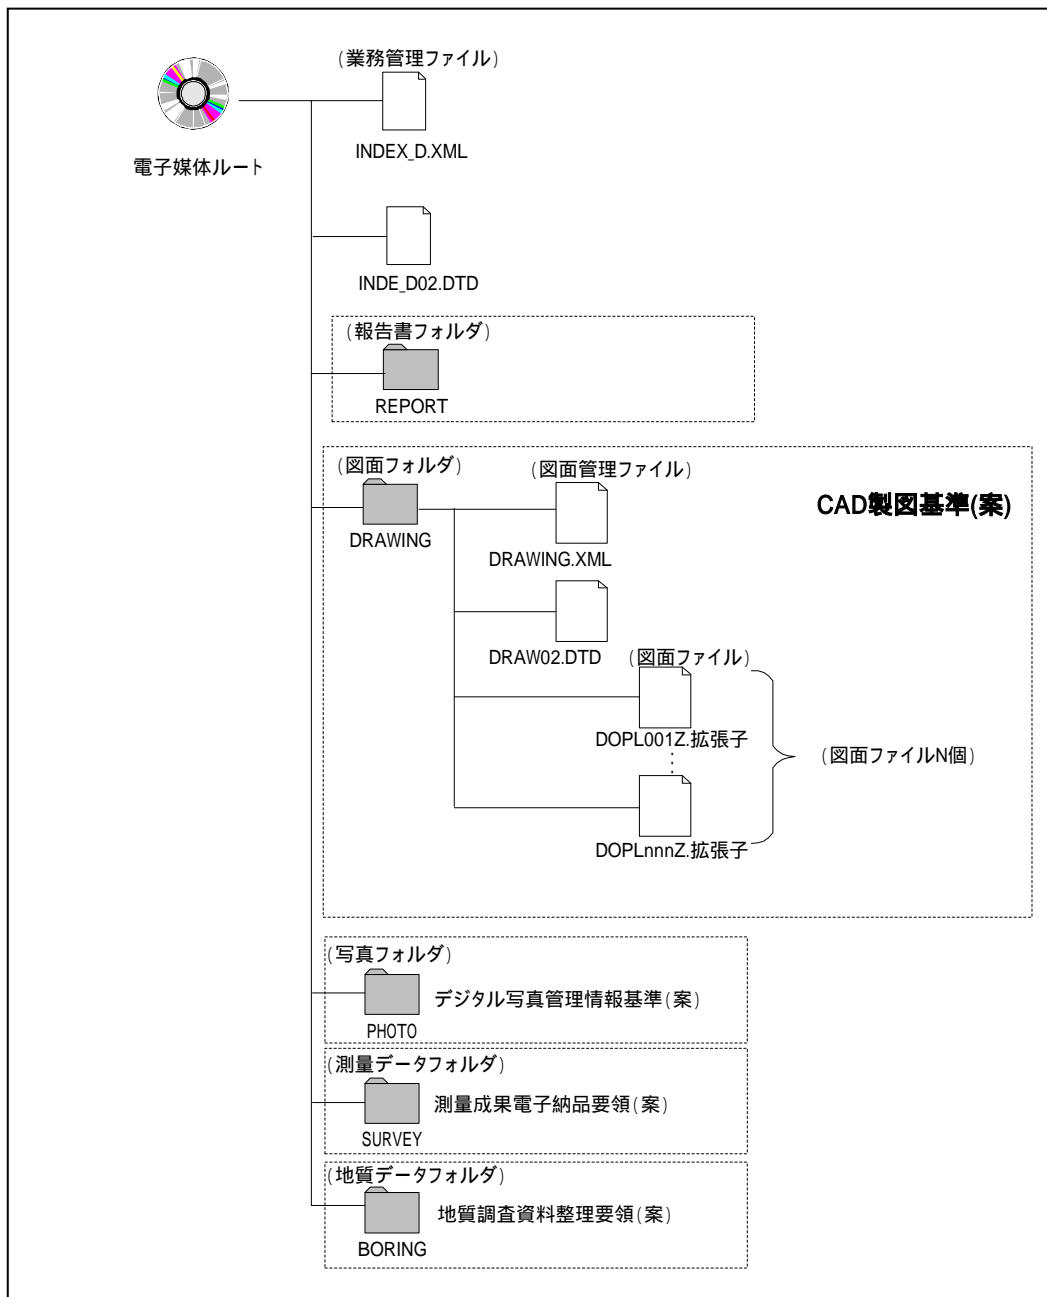 (業務管理ファイル)
INDEX_D.XML
電子媒体ルート
INDE_D02.DTD
(報告書フォルダ)
REPORT
(図面フォルダ)
(図面管理ファイル)
CAD製図基準(案)
DRAWING
DRAWING.XML
DRAW02.DTD
(図面ファイル)
DOPL001Z.拡張子
(図面ファイルN個)
DOPLnnnZ.拡張子
(写真フォルダ)
デジタル写真管理情報基準(案)
PHOTO
(測量データフォルダ)
測量成果電子納品要領(案)
SURVEY
(地質データフォルダ)
地質調査資料整理要領(案)
BORING